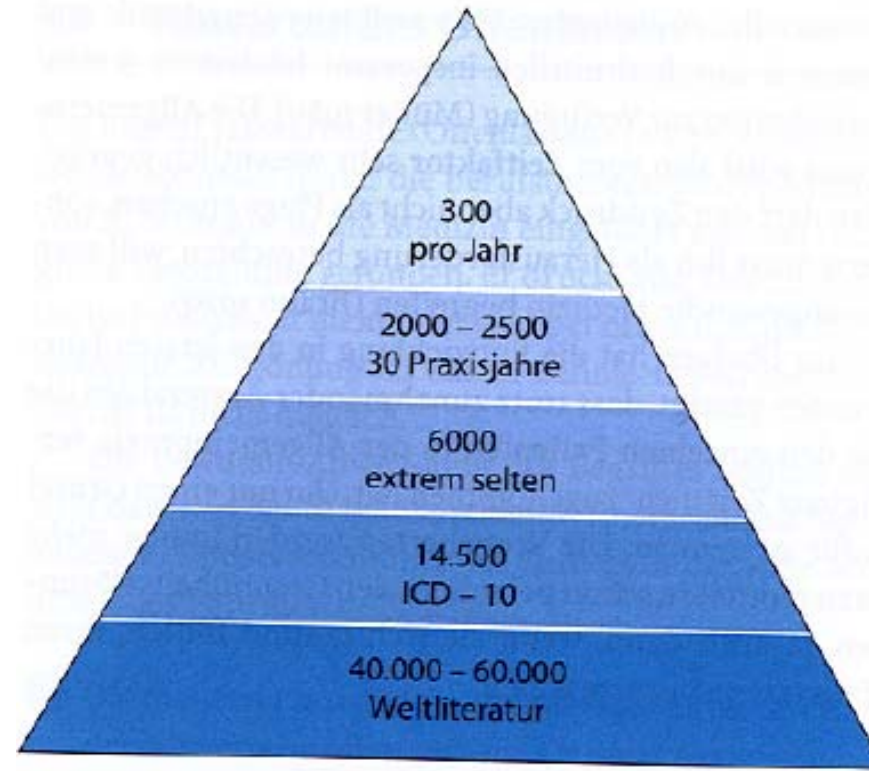 300
pro Jahr
2000 – 2500
30 Praxisjahre
6000
extrem selten
14.500
ICD – 10
40.000 – 60.000
Weltliteratur